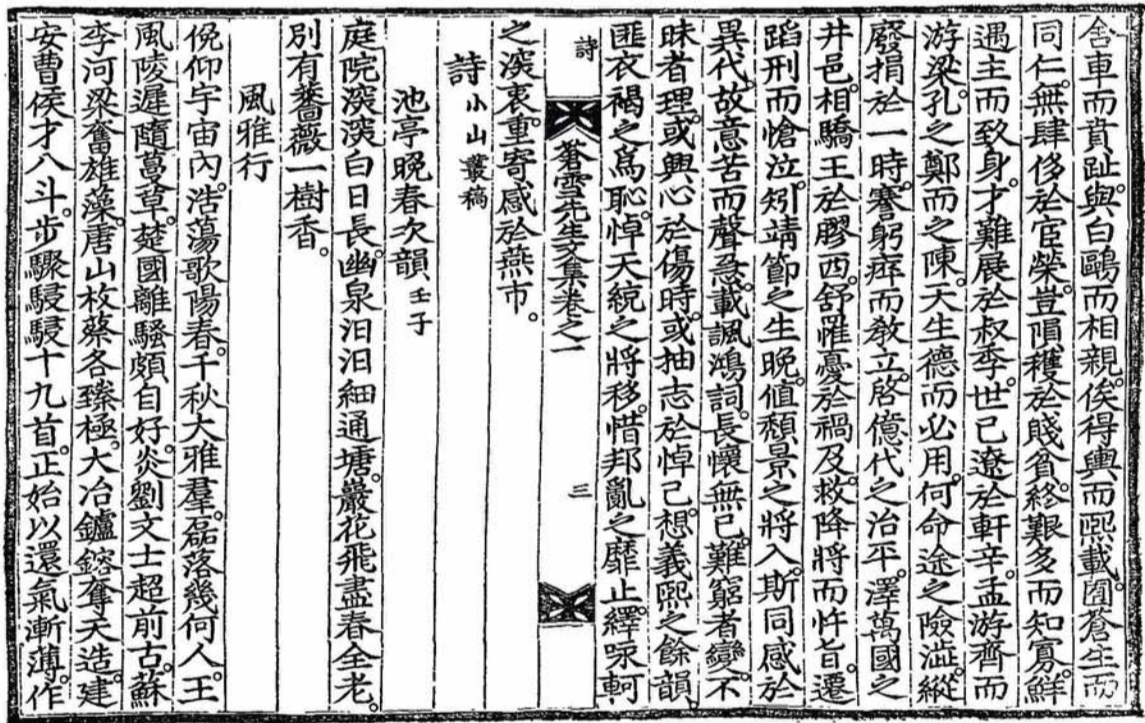 舍車而賁趾。與白鷗而相親。俟得輿而熙載。囿蒼生而
同仁。無肆侈於宦榮。豈隕穫於賤貧。終艱多而知寡。鮮
遇主而致身。才難展於叔季。世已遼於軒辛。孟游齊而
游梁。孔之鄭而之陳。天生德而必用。何命途之險澁。縱
廢捐於一時。謇躬瘁而教立。啓億代之治平。澤萬國之
井邑。相驕王於膠西。舒罹憂於禍及。救降將而忤旨。遷
蹈刑而愴泣。矧靖節之生晩。値頹景之將入。斯同感於
異代。故意苦而聲急。載諷鴻詞。長懷無已。難窮者變。不
昧者理。或興心於傷時。或抽志於悼己。想義熙之餘韻。
匪衣褐之爲恥。悼天統之將移。惜邦亂之靡止。繹咏軻
詩
蒼雪先生文集卷之一
三
之深衷。重寄感於燕市。
詩 小山叢稿
池亭晩春次韻 壬子
庭院深淡白日長。幽泉汨汨細通塘。巖花飛盡春全老。
別有薔薇一樹香。
風雅行
俛仰宇宙內。浩蕩歌陽春。千秋大雅羣。磊落幾何人。王
風陵遲隨蔓草。楚國離騷頗自好。炎劉文士超前古。蘇
李河梁奮雄藻。唐山枚蔡各臻極。大冶鑪鎔奪天造。建
安曹侯才八斗。步驟駸駸十九首。正始以還氣漸薄。作